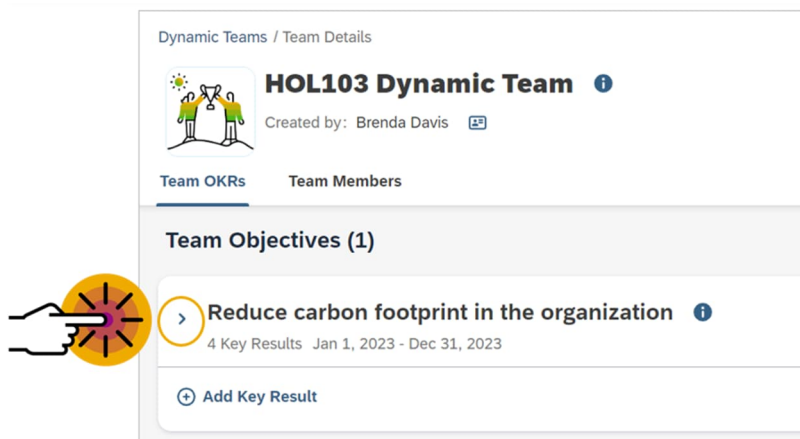 Dynamic Teams / Team Details
HOL103 Dynamic Team
Created by: Brenda Davis
Team OKRs Team Members
Team Objectives (1)
Reduce carbon footprint in the organization
4 Key Results Jan 1, 2023 - Dec 31, 2023
Add Key Result